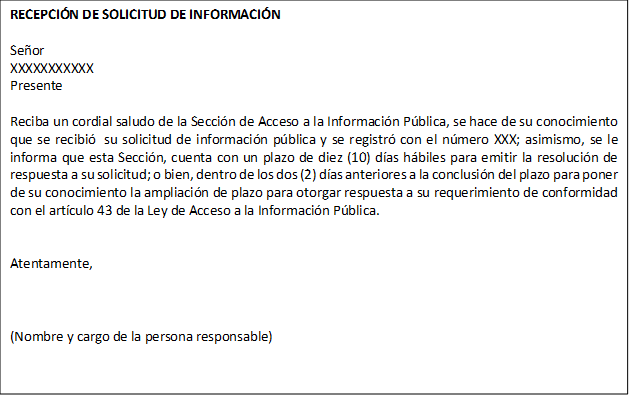 RECEPCIÓN DE SOLICITUD DE INFORMACIÓN
Señor
XXXXXXXXXXX
Presente
Reciba un cordial saludo de la Sección de Acceso a la Información Pública, se hace de su conocimiento
que se recibió su solicitud de información pública y se registró con el número XXX; asimismo, se le
informa que esta Sección, cuenta con un plazo de diez (10) días hábiles para emitir la resolución de
respuesta a su solicitud; o bien, dentro de los dos (2) días anteriores a la conclusión del plazo para poner
de su conocimiento la ampliación de plazo para otorgar respuesta a su requerimiento de conformidad
con el artículo 43 de la Ley de Acceso a la Información Pública.
Atentamente,
(Nombre y cargo de la persona responsable)